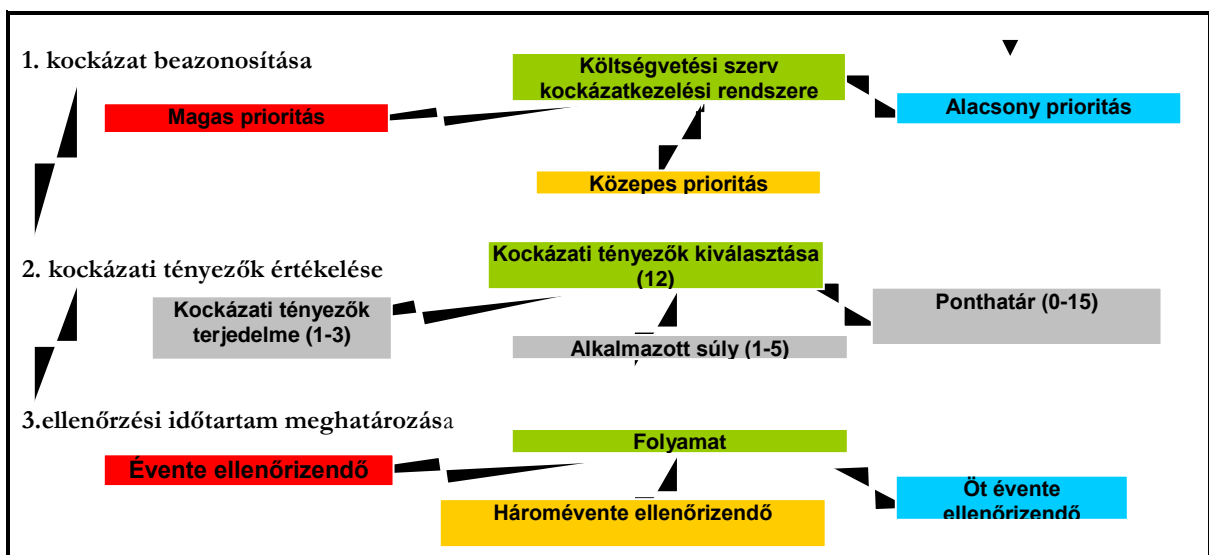 1. kockázat beazonosítása
Költségvetési szerv
kockázatkezelési rendszere
Magas prioritás
Alacsony prioritás
Közepes prioritás
2. kockázati tényezők értékelése
Kockázati tényezők kiválasztása
(12)
Kockázati tényezők
terjedelme (1-3)
Ponthatár (0-15)
Alkalmazott súly (1-5)
3.ellenőrzési időtartam meghatározása
Folyamat
Évente ellenőrizendő
Háromévente ellenőrizendő
Öt évente
ellenőrizendő